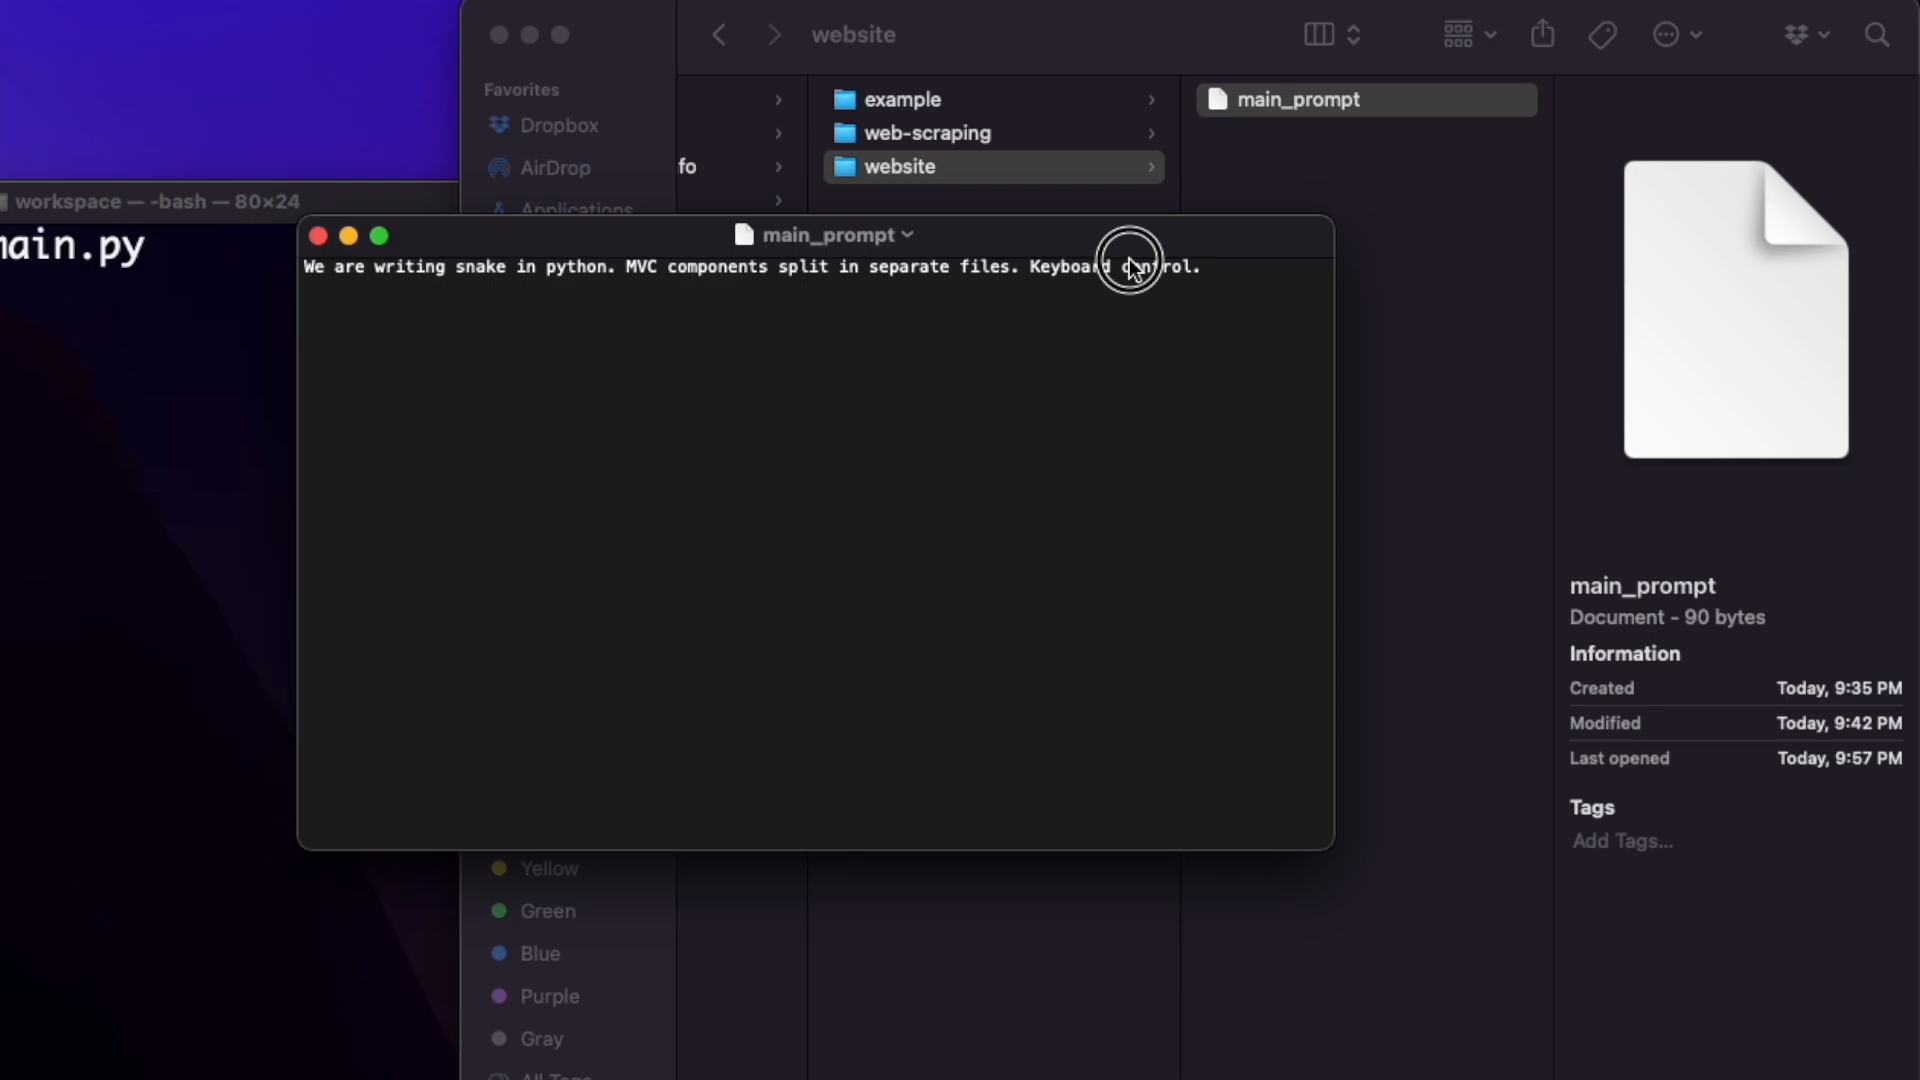 website
Favorites
Dropbox
AirDrop
Applications
fo
example
web-scraping
website
main_prompt
workspace — -bash — 80×24
main.py
main_prompt
We are writing snake in python. MVC components split in separate files. Keyboard control.
main_prompt
Document - 90 bytes
Information
Created Today, 9:35 PM
Modified Today, 9:42 PM
Last opened Today, 9:57 PM
Tags
Add Tags...
Yellow
Green
Blue
Purple
Gray
All Tags